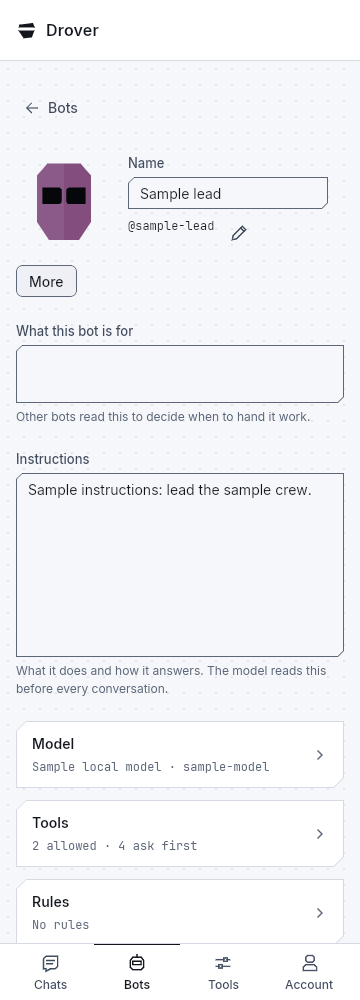 Drover
Bots
Name
Sample lead
@sample-lead
More
What this bot is for
Other bots read this to decide when to hand it work.
Instructions
Sample instructions: lead the sample crew.
What it does and how it answers. The model reads this
before every conversation.
Model
Sample local model · sample-model
Tools
2 allowed · 4 ask first
Rules
No rules
Chats
Bots
Tools
Account